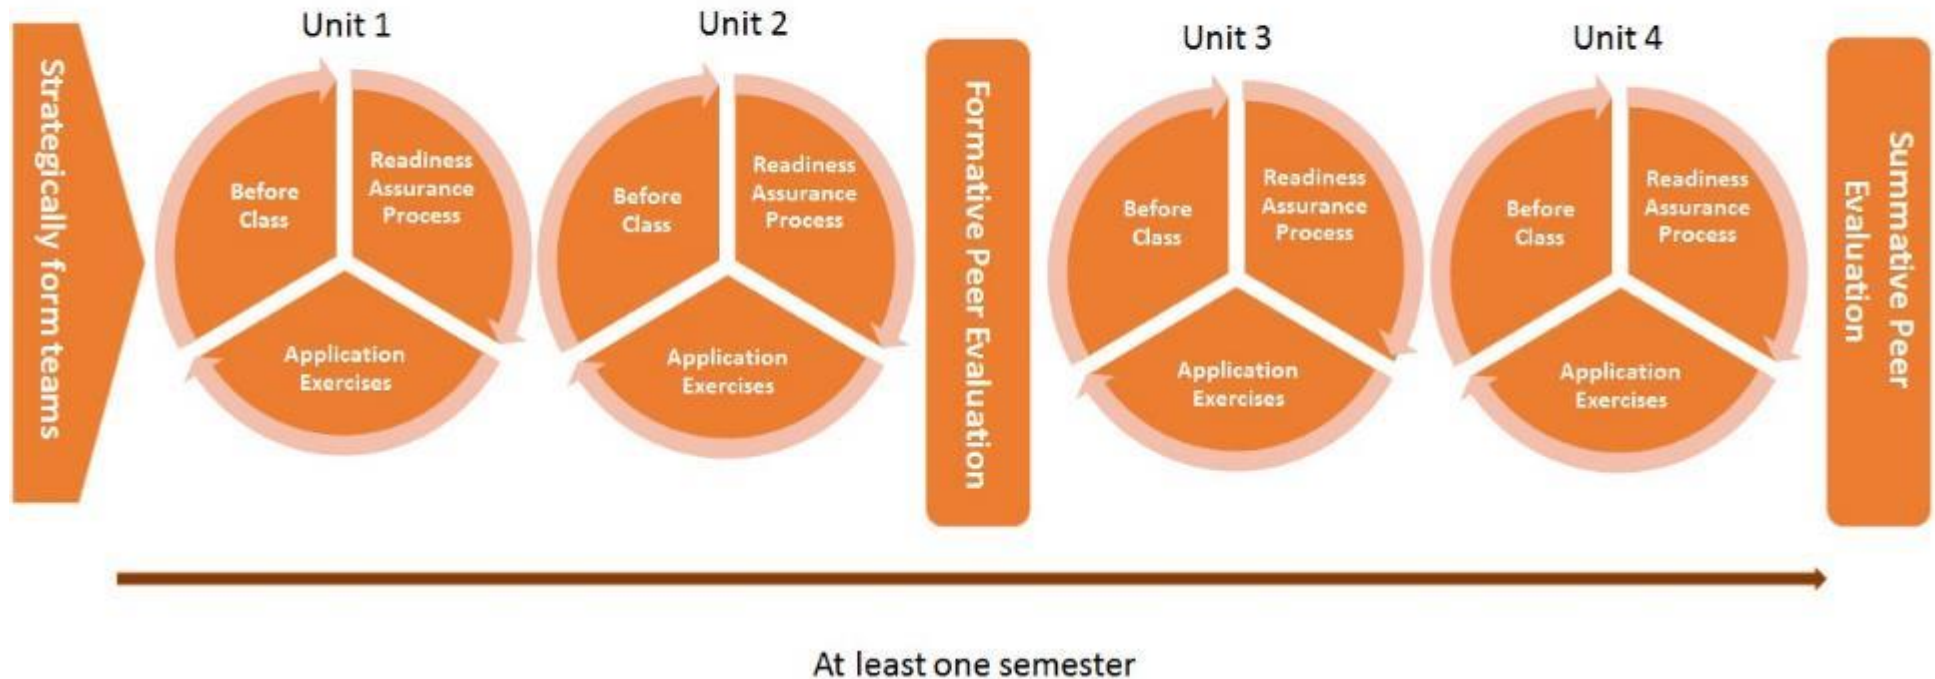 Strategically form teams
Unit 1
Before
Class
Readiness
Assurance
Process
Application
Exercises
Unit 2
Before
Class
Readiness
Assurance
Process
Application
Exercises
Formative Peer Evaluation
Unit 3
Before
Class
Readiness
Assurance
Process
Application
Exercises
Unit 4
Before
Class
Readiness
Assurance
Process
Application
Exercises
Summative Peer
Evaluation
At least one semester